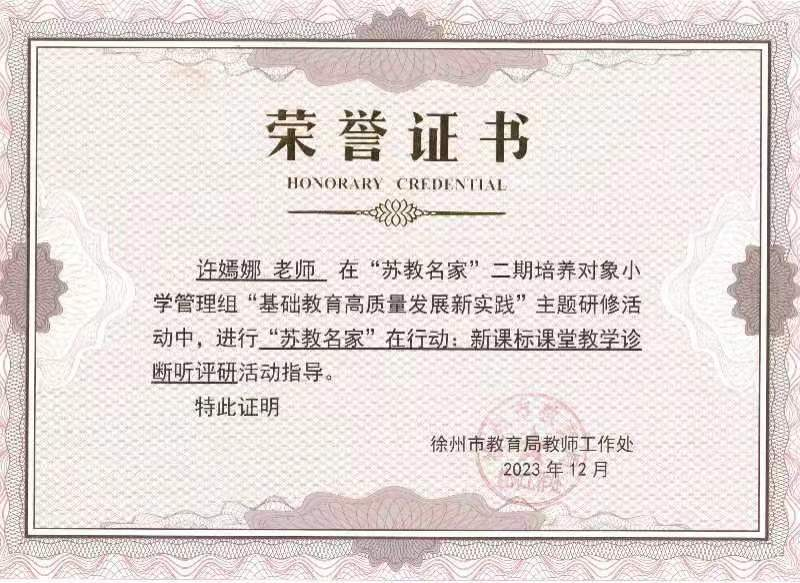 荣誉证书
HONORARY CREDENTIAL
许嫣娜 老师 在“苏教名家”二期培养对象小
学管理组“基础教育高质量发展新实践”主题研修活
动中，进行“苏教名家”在行动：新课标课堂教学诊
断听评研活动指导。
特此证明
徐州市教育局教师工作处
2023 年 12 月